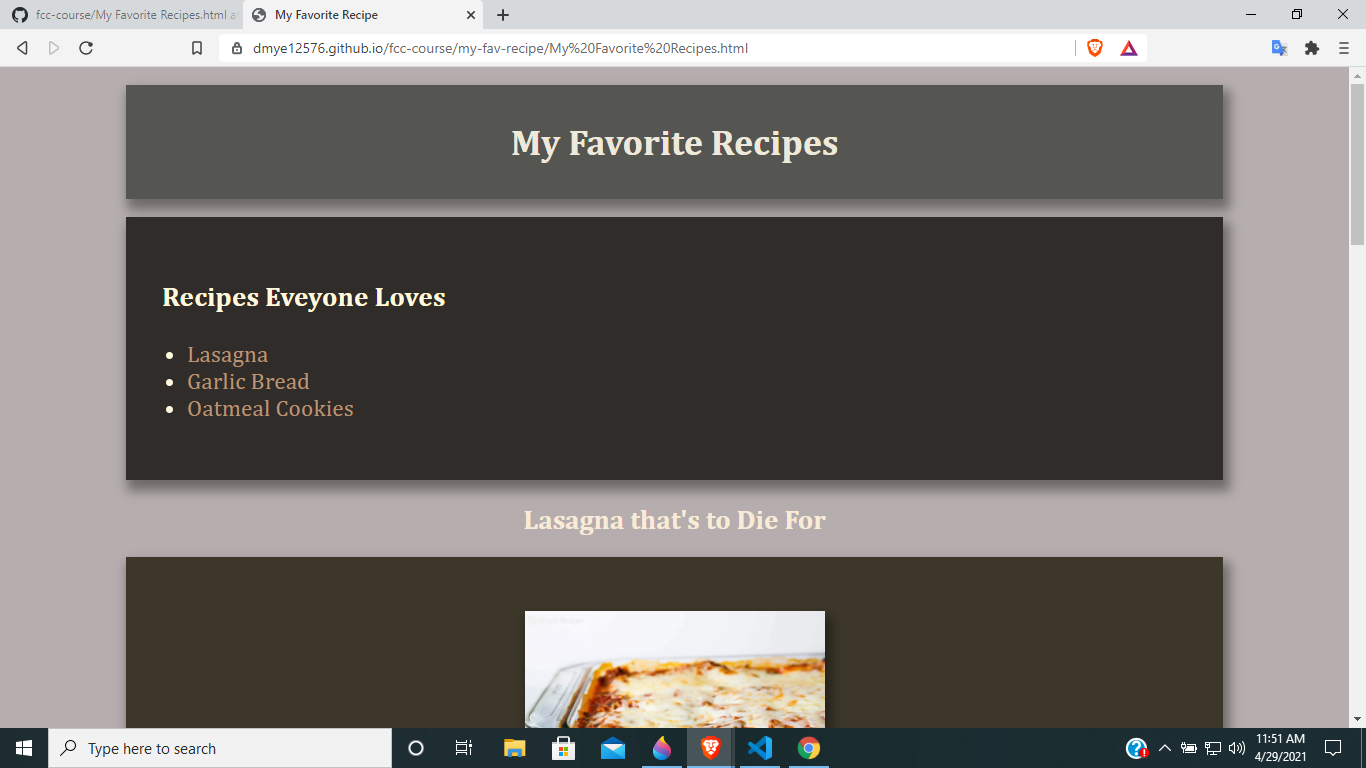 fcc-course/My Favorite Recipes.html a
My Favorite Recipe
dmye12576.github.io/fcc-course/my-fav-recipe/My%20Favorite%20Recipes.html
My Favorite Recipes
Recipes Eveyone Loves
Lasagna
Garlic Bread
Oatmeal Cookies
Lasagna that's to Die For
Type here to search
11:51 AM
4/29/2021